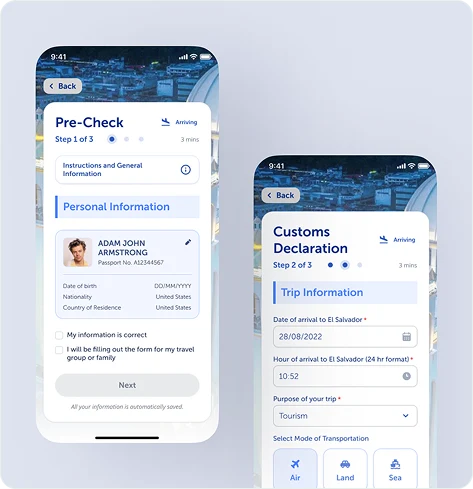 9:41
Back
Pre-Check
Arriving
Step 1 of 3
3 mins
Instructions and General
Information
Personal Information
ADAM JOHN
ARMSTRONG
Passport No. A12344567
Date of birth DD/MM/YYYY
Nationality United States
Country of Residence United States
My information is correct
I will be filling out the form for my travel
group or family
Next
All your information is automatically saved.
9:41
Back
Customs
Declaration
Arriving
Step 2 of 3
3 mins
Trip Information
Date of arrival to El Salvador *
28/08/2022
Hour of arrival to El Salvador (24 hr format) *
10:52
Purpose of your trip *
Tourism
Select Mode of Transportation
Air
Land
Sea